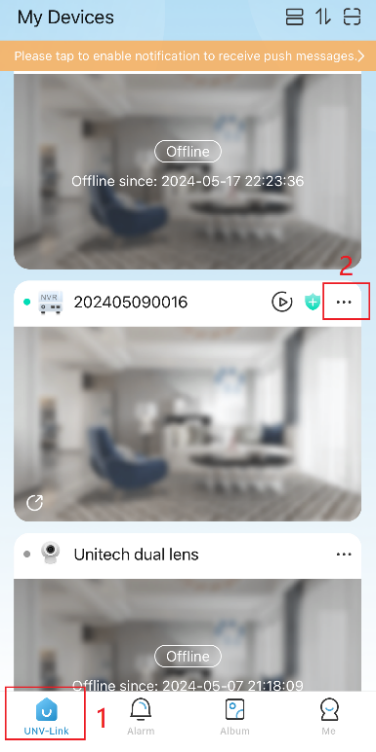 My Devices
Please tap to enable notification to receive push messages.
Offline
Offline since: 2024-05-17 22:23:36
2
NVR
202405090016
Unitech dual lens
Offline
Offline since: 2024-05-07 21:18:09
1
UNV-Link
Alarm
Album
Me